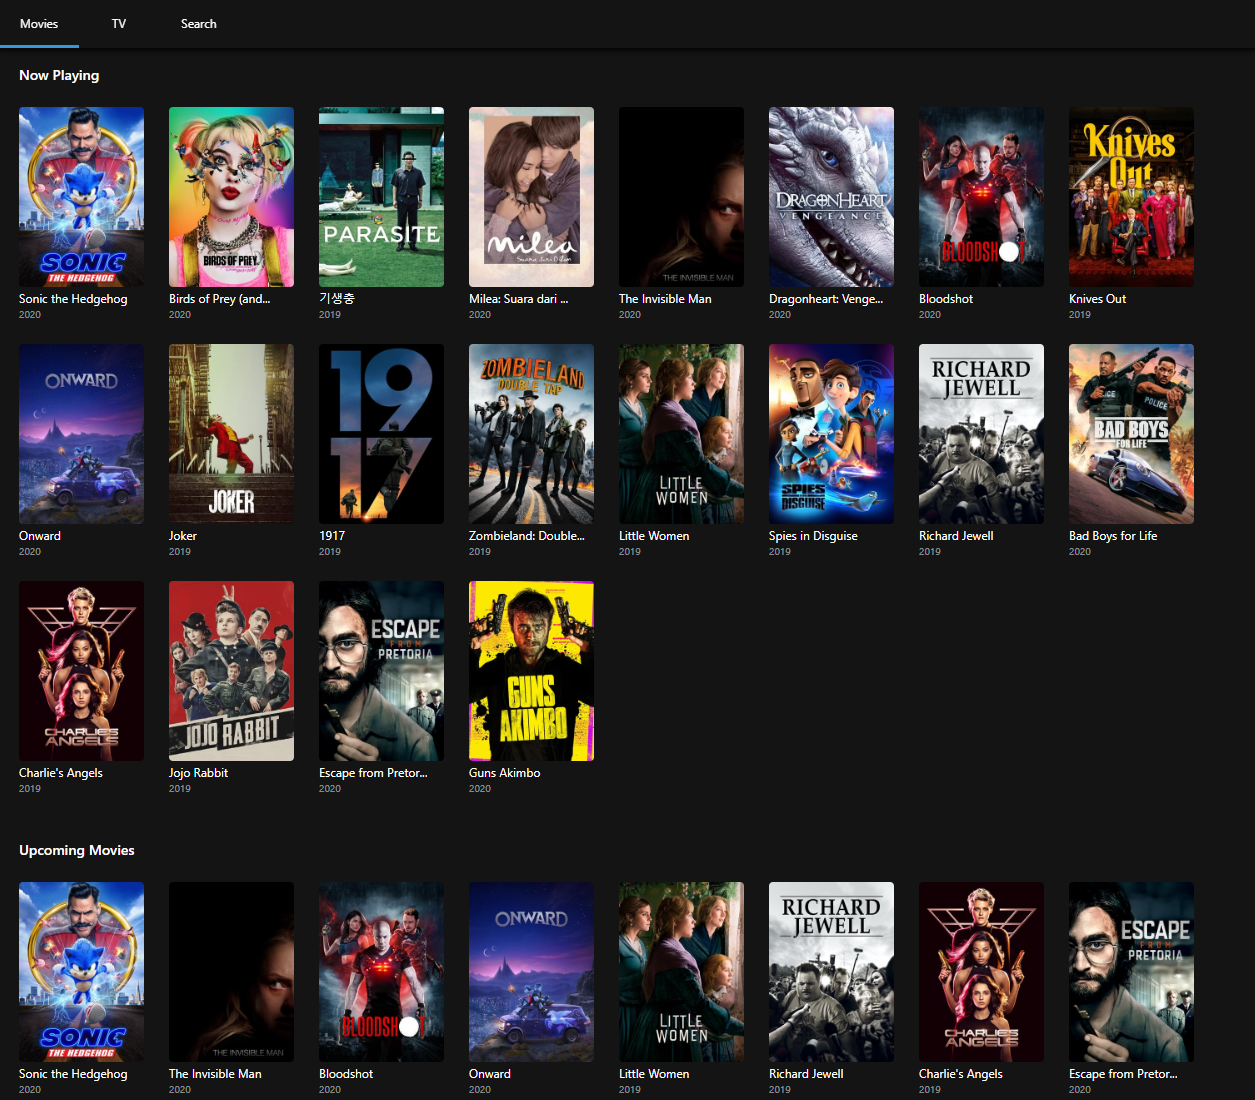 Movies TV Search
Now Playing
SONIC
THE HEDGEHOG
Sonic the Hedgehog
2020
BIRDS OF PREY
Birds of Prey (and...
2020
PARASITE
기생충
2019
Milea
Suara dari Dilan
Milea: Suara dari ...
2020
THE INVISIBLE MAN
The Invisible Man
2020
DRAGONHEART
VENGEANCE
Dragonheart: Venge...
2020
BLOODSHOT
Bloodshot
2020
Knives
Out
Knives Out
2019
ONWARD
Onward
2020
JOKER
Joker
2019
19
17
1917
2019
ZOMBIELAND
DOUBLE TAP
Zombieland: Double...
2019
LITTLE
WOMEN
Little Women
2019
SPIES
IN
DISGUISE
Spies in Disguise
2019
RICHARD
JEWELL
Richard Jewell
2019
POLICE
POLICE
BAD BOYS
FOR LIFE
Bad Boys for Life
2020
CHARLIE'S
ANGELS
Charlie's Angels
2019
JOJO RABBIT
Jojo Rabbit
2019
ESCAPE
FROM
PRETORIA
Escape from Pretor...
2020
GUNS
AKIMBO
Guns Akimbo
2020
Upcoming Movies
SONIC
THE HEDGEHOG
Sonic the Hedgehog
2020
THE INVISIBLE MAN
The Invisible Man
2020
BLOODSHOT
Bloodshot
2020
ONWARD
Onward
2020
LITTLE
WOMEN
Little Women
2019
RICHARD
JEWELL
Richard Jewell
2019
CHARLIE'S
ANGELS
Charlie's Angels
2019
ESCAPE
FROM
PRETORIA
Escape from Pretor...
2020